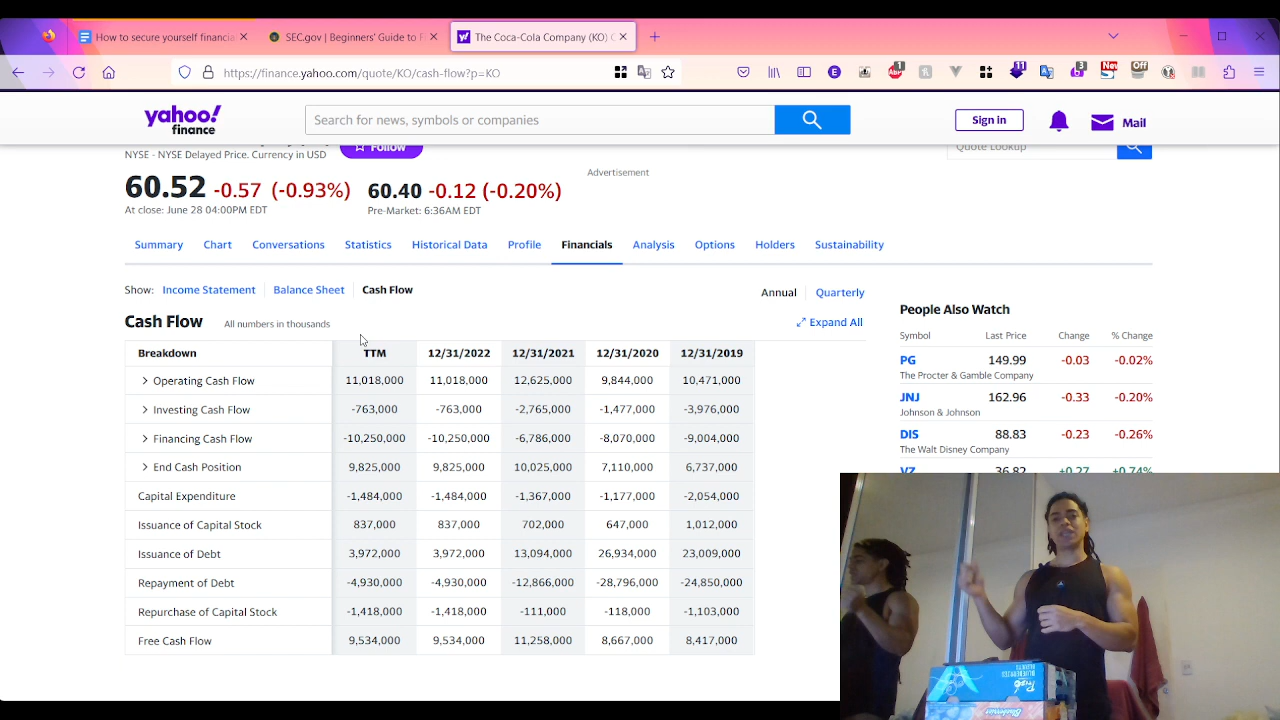 How to secure yourself financia
SEC.gov | Beginners' Guide to F
The Coca-Cola Company (KO) C
https://finance.yahoo.com/quote/KO/cash-flow?p=KO
E
1
11
3
New
Off
yahoo!
finance
Search for news, symbols or companies
Sign in
Mail
NYSE - NYSE Delayed Price. Currency in USD
Follow
Quote Lookup
Advertisement
60.52 -0.57 (-0.93%) 60.40 -0.12 (-0.20%)
At close: June 28 04:00PM EDT Pre-Market: 6:36AM EDT
Summary Chart Conversations Statistics Historical Data Profile Financials Analysis Options Holders Sustainability
Show: Income Statement Balance Sheet Cash Flow
Annual Quarterly
Cash Flow All numbers in thousands
Expand All
Breakdown TTM 12/31/2022 12/31/2021 12/31/2020 12/31/2019
Operating Cash Flow 11,018,000 11,018,000 12,625,000 9,844,000 10,471,000
Investing Cash Flow -763,000 -763,000 -2,765,000 -1,477,000 -3,976,000
Financing Cash Flow -10,250,000 -10,250,000 -6,786,000 -8,070,000 -9,004,000
End Cash Position 9,825,000 9,825,000 10,025,000 7,110,000 6,737,000
Capital Expenditure -1,484,000 -1,484,000 -1,367,000 -1,177,000 -2,054,000
Issuance of Capital Stock 837,000 837,000 702,000 647,000 1,012,000
Issuance of Debt 3,972,000 3,972,000 13,094,000 26,934,000 23,009,000
Repayment of Debt -4,930,000 -4,930,000 -12,866,000 -28,796,000 -24,850,000
Repurchase of Capital Stock -1,418,000 -1,418,000 -111,000 -118,000 -1,103,000
Free Cash Flow 9,534,000 9,534,000 11,258,000 8,667,000 8,417,000
People Also Watch
Symbol Last Price Change % Change
PG 149.99 -0.03 -0.02%
The Procter & Gamble Company
JNJ 162.96 -0.33 -0.20%
Johnson & Johnson
DIS 88.83 -0.23 -0.26%
The Walt Disney Company
VZ 36.82 +0.27 +0.74%